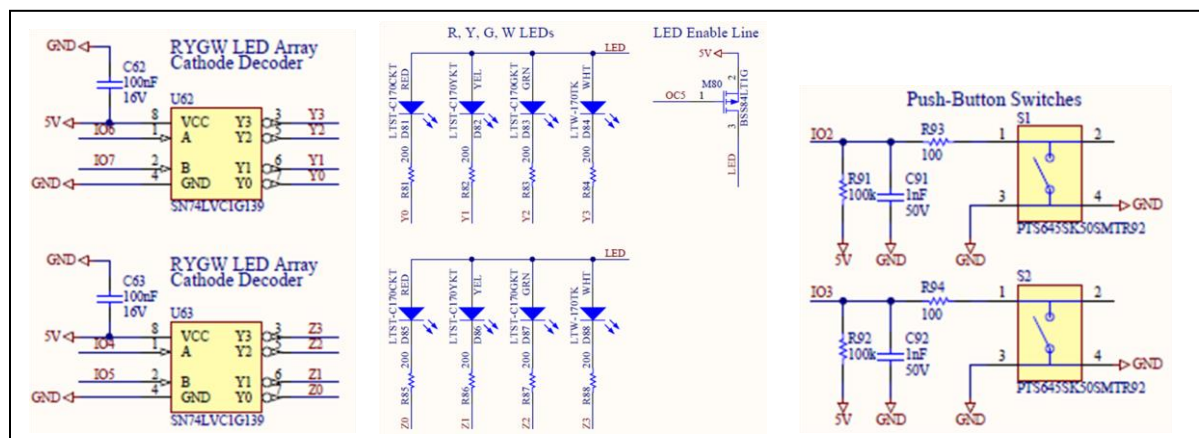 GND
RYGW LED Array
Cathode Decoder
C62
100nF
16V
U62
5V
8 VCC Y3 3 Y3
IO6 1 A Y2 5 Y2
IO7 2 B Y1 6 Y1
GND 4 GND Y0 7 Y0
SN74LVC1G139
GND
RYGW LED Array
Cathode Decoder
C63
100nF
16V
U63
5V
8 VCC Y3 3 Z3
IO4 1 A Y2 5 Z2
IO5 2 B Y1 6 Z1
GND 4 GND Y0 7 Z0
SN74LVC1G139
R, Y, G, W LEDs
LED
RED
YEL
GRN
WHT
LTST-C170CKT
LTST-C170YKT
LTST-C170GKT
LTW-170TK
D81
D82
D83
D84
200
200
200
200
R81
R82
R83
R84
Y0
Y1
Y2
Y3
LED
RED
YEL
GRN
WHT
LTST-C170CKT
LTST-C170YKT
LTST-C170GKT
LTW-170TK
D85
D86
D87
D88
200
200
200
200
R85
R86
R87
R88
Z0
Z1
Z2
Z3
LED Enable Line
5V
2
M80
OC5 1
BSS84LT1G
3
LED
Push-Button Switches
S1
IO2
R93
100
1
2
R91
100k
C91
1nF
50V
3
4
GND
GND
5V
GND
PTS645SK50SMTR92
S2
IO3
R94
100
1
2
R92
100k
C92
1nF
50V
3
4
GND
GND
5V
GND
PTS645SK50SMTR92